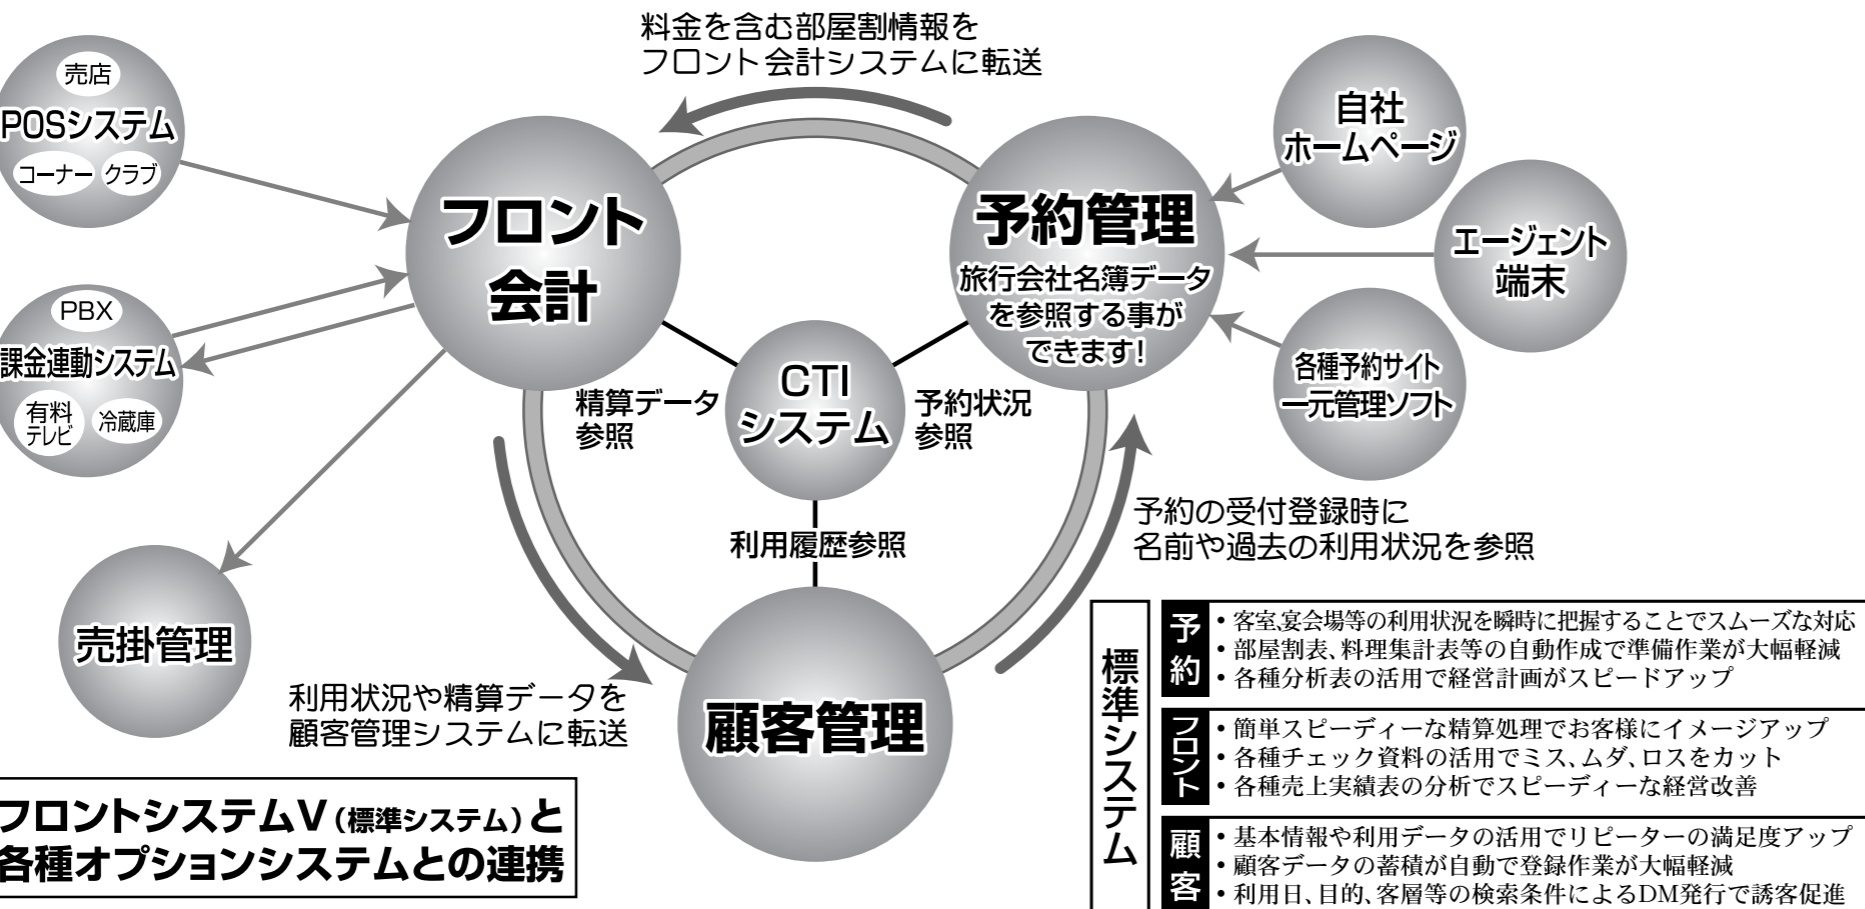 料金を含む部屋割情報を
フロント会計システムに転送
売店
POSシステム
コーナー クラブ
PBX
課金連動システム
有料
テレビ
冷蔵庫
売掛管理
フロント
会計
予約管理
旅行会社名簿データ
を参照する事が
できます!
自社
ホームページ
エージェント
端末
各種予約サイト
一元管理ソフト
CTI
システム
精算データ
参照
予約状況
参照
利用履歴参照
顧客管理
予約の受付登録時に
名前や過去の利用状況を参照
利用状況や精算データを
顧客管理システムに転送
フロントシステムV(標準システム)と
各種オプションシステムとの連携
標準システム
予約
・客室,宴会場等の利用状況を瞬時に把握することでスムーズな対応
・部屋割表、料理集計表等の自動作成で準備作業が大幅軽減
・各種分析表の活用で経営計画がスピードアップ
フロント
・簡単スピーディーな精算処理でお客様にイメージアップ
・各種チェック資料の活用でミス、ムダ、ロスをカット
・各種売上実績表の分析でスピーディーな経営改善
顧客
・基本情報や利用データの活用でリピーターの満足度アップ
・顧客データの蓄積が自動で登録作業が大幅軽減
・利用日、目的、客層等の検索条件によるDM発行で誘客促進